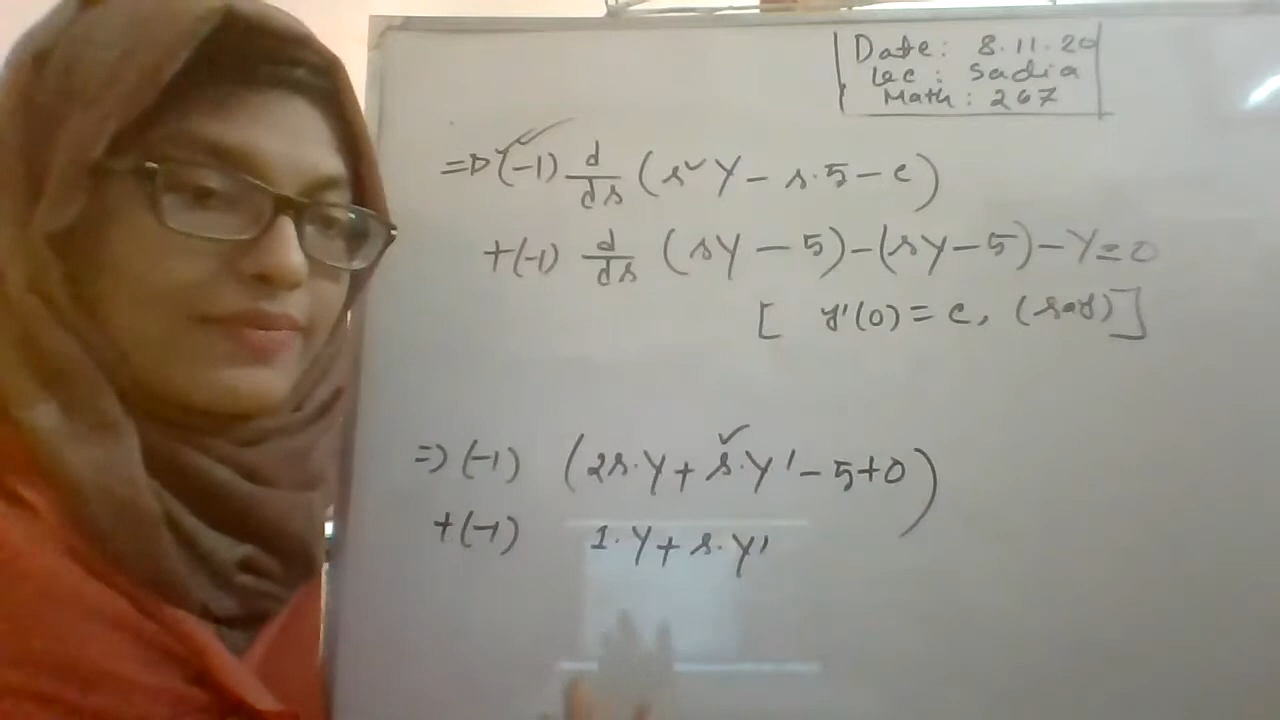 Date: 8.11.20
Lec: Sadia
Math: 267
=> (-1) d/ds (s²y - s.5 - c)
+(-1) d/ds (sy - 5) - (sy - 5) - y = 0
[ y'(0) = c, (say) ]
=> (-1) (2s.y + s².y' - 5 + 0)
+(-1) 1.y + s.y'